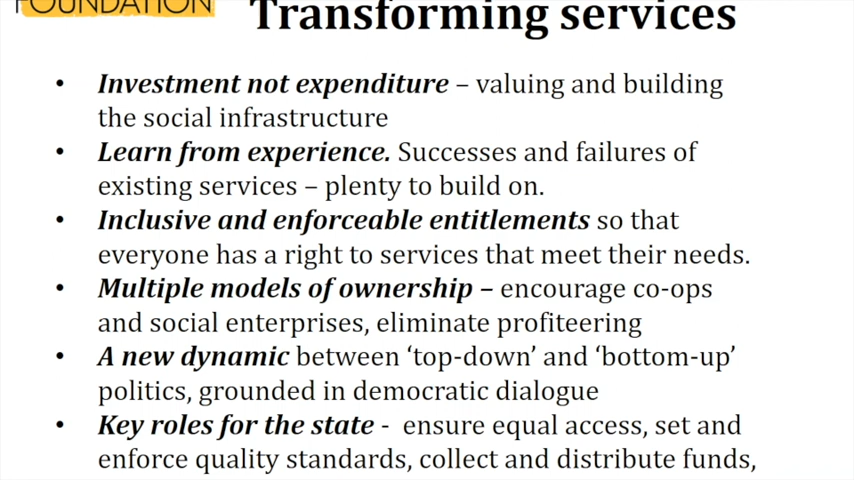 FOUNDATION
Transforming services
• Investment not expenditure – valuing and building
the social infrastructure
• Learn from experience. Successes and failures of
existing services – plenty to build on.
• Inclusive and enforceable entitlements so that
everyone has a right to services that meet their needs.
• Multiple models of ownership – encourage co-ops
and social enterprises, eliminate profiteering
• A new dynamic between ‘top-down’ and ‘bottom-up’
politics, grounded in democratic dialogue
• Key roles for the state - ensure equal access, set and
enforce quality standards, collect and distribute funds,